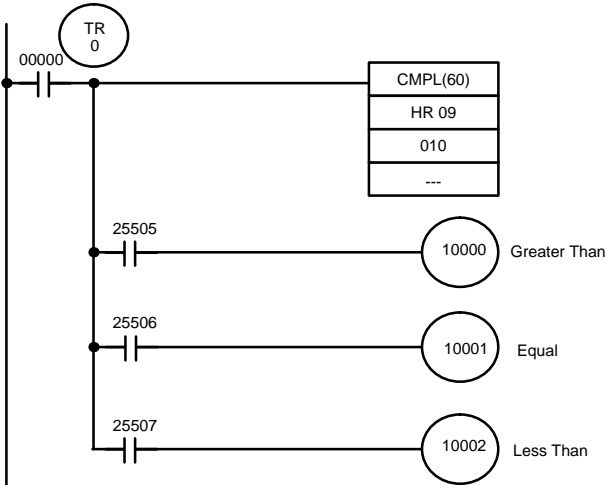 TR
0
00000
CMPL(60)
HR 09
010
---
25505
10000 Greater Than
25506
10001 Equal
25507
10002 Less Than